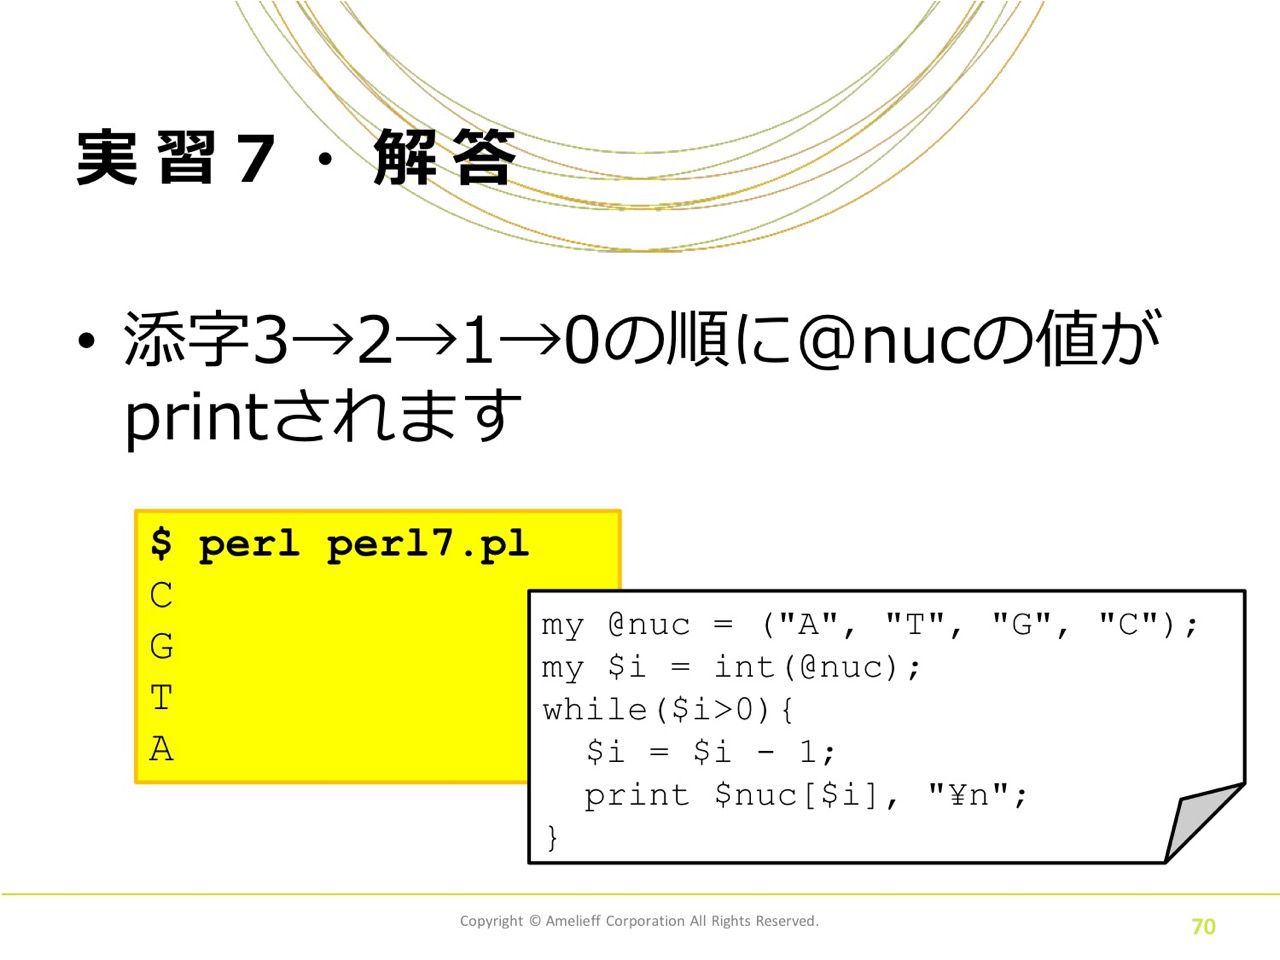 実習７・解答
• 添字3→2→1→0の順に@nucの値が
printされます
$ perl perl7.pl
C
G
T
A
my @nuc = ("A", "T", "G", "C");
my $i = int(@nuc);
while($i>0){
  $i = $i - 1;
  print $nuc[$i], "¥n";
}
Copyright © Amelieff Corporation All Rights Reserved.
70